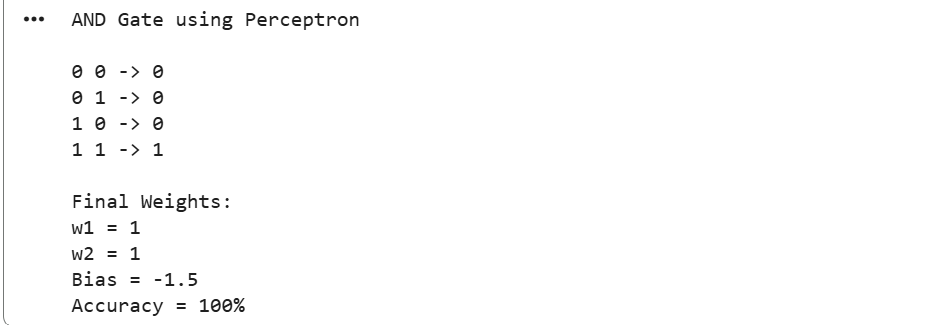 AND Gate using Perceptron
0 0 -> 0
0 1 -> 0
1 0 -> 0
1 1 -> 1
Final Weights:
w1 = 1
w2 = 1
Bias = -1.5
Accuracy = 100%